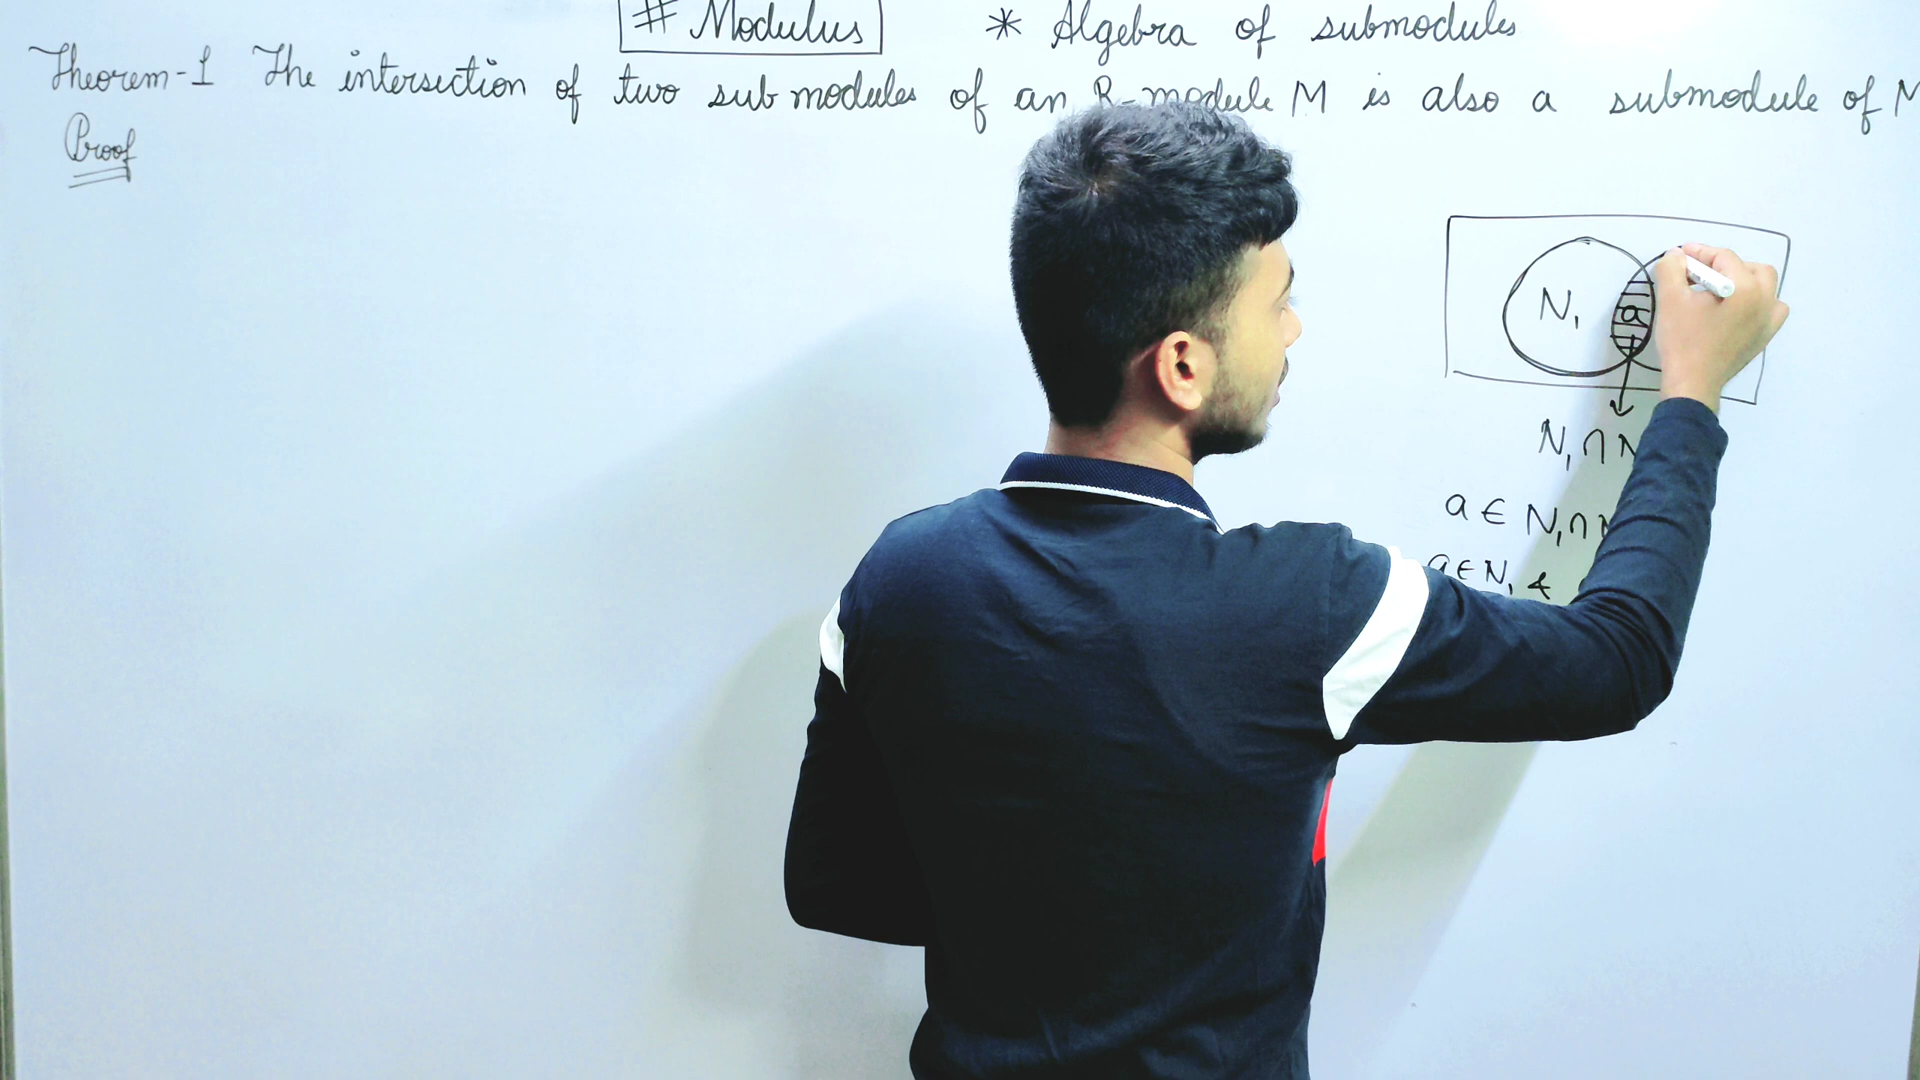 # Modulus * Algebra of submodules
Theorem-1 The intersection of two sub modules of an R-module M is also a submodule of M
Proof
N₁
a
N₁ ∩ N
a ∈ N₁ ∩ N
a ∈ N₁ &